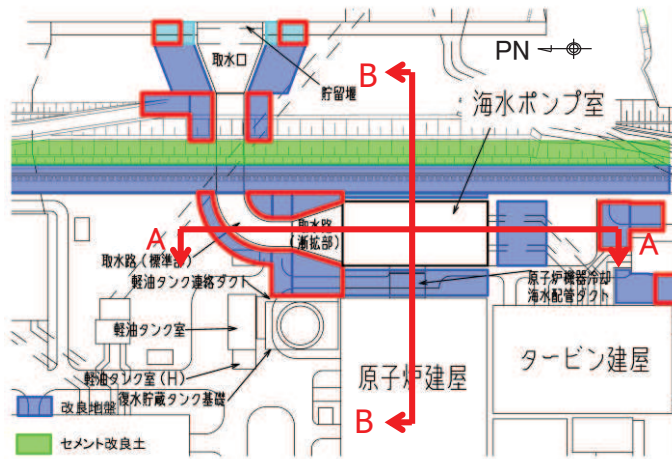 取水口
PN
B
貯留堰
海水ポンプ室
A
取水路
(漸拡部)
A
取水路(標準部)
軽油タンク連絡ダクト
原子炉機器冷却
海水配管ダクト
軽油タンク室
原子炉建屋
タービン建屋
軽油タンク室(H)
復水貯蔵タンク基礎
B
改良地盤
セメント改良土